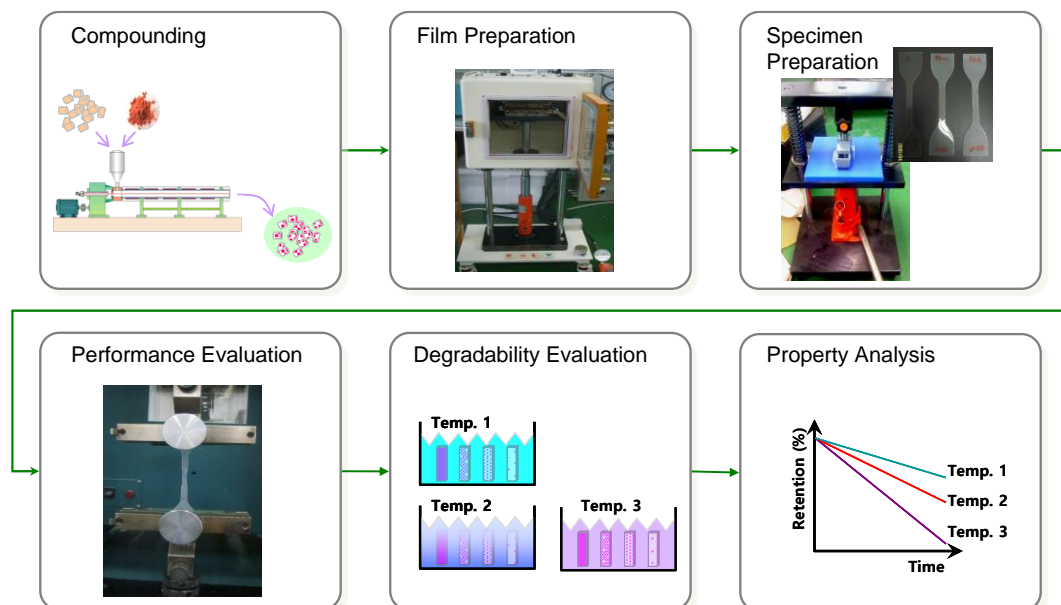 Compounding
Film Preparation
Specimen
Preparation
Performance Evaluation
Degradability Evaluation
Temp. 1
Temp. 2
Temp. 3
Property Analysis
Retention (%)
Temp. 1
Temp. 2
Temp. 3
Time